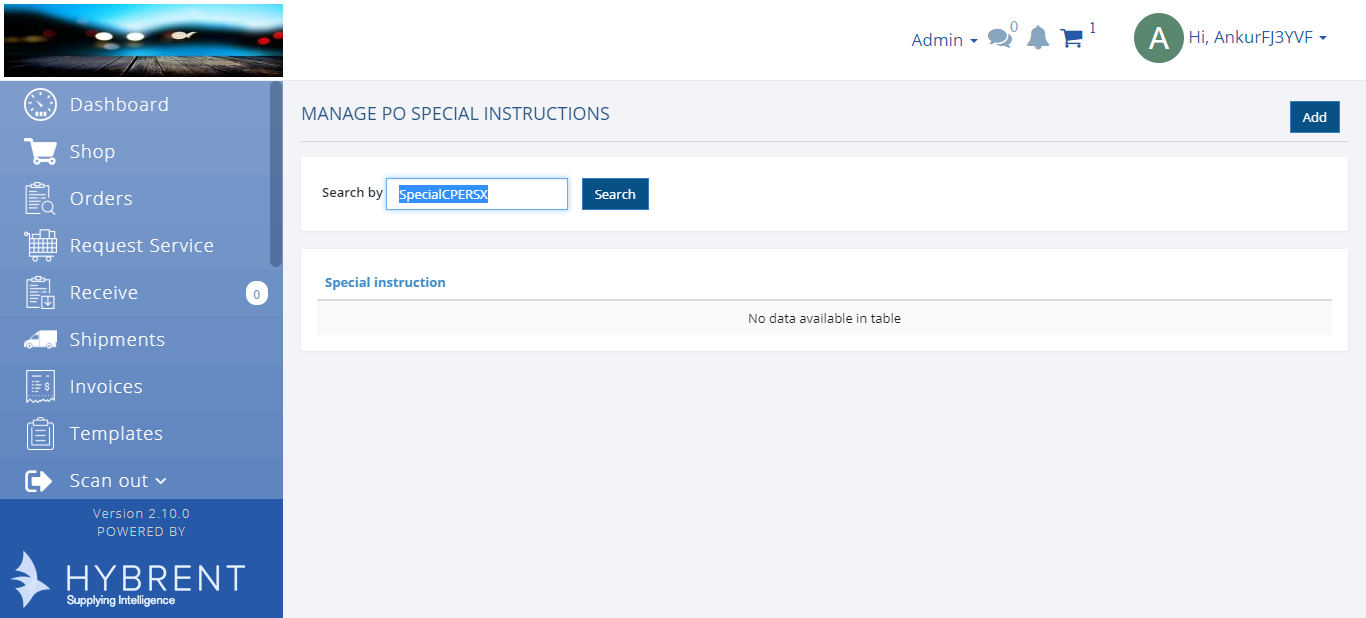 Admin
0
1
A
Hi, AnkurFJ3YVF
Dashboard
Shop
Orders
Request Service
Receive
0
Shipments
Invoices
Templates
Scan out
Version 2.10.0
POWERED BY
HYBRENT
Supplying Intelligence
MANAGE PO SPECIAL INSTRUCTIONS
Add
Search by
SpecialCPERSX
Search
Special instruction
No data available in table